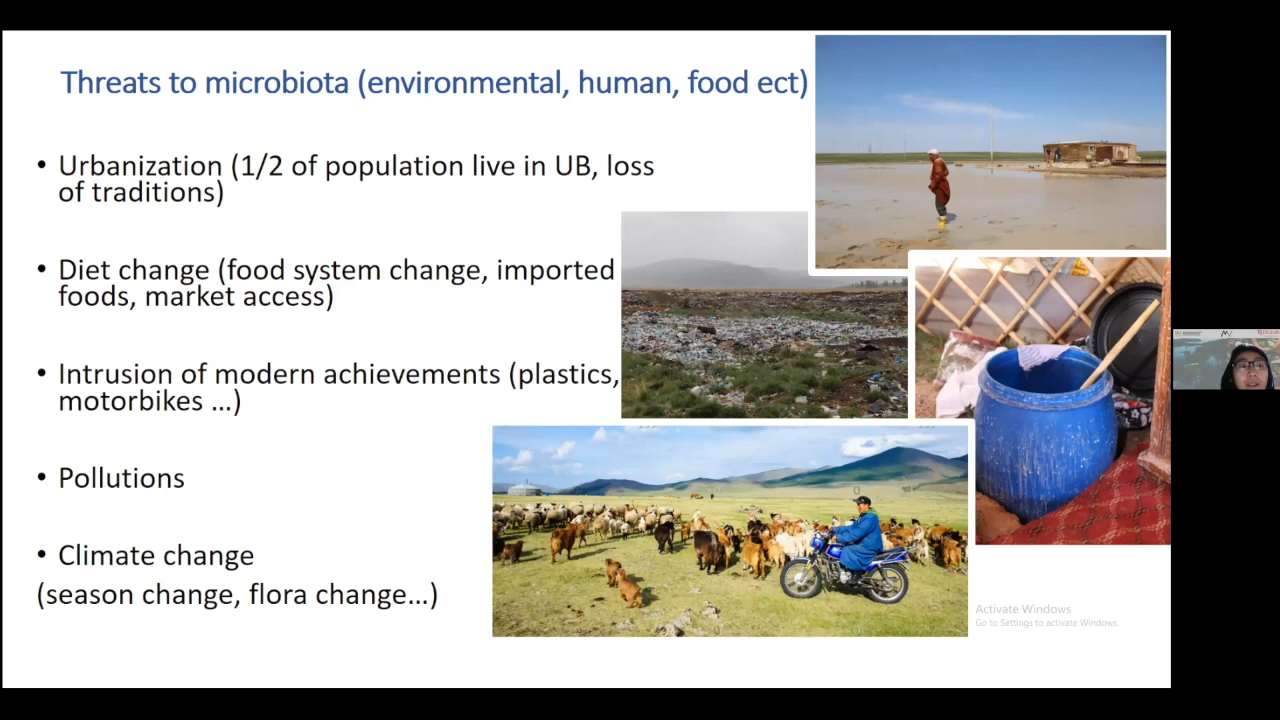 Threats to microbiota (environmental, human, food ect)
• Urbanization (1/2 of population live in UB, loss
of traditions)
• Diet change (food system change, imported
foods, market access)
• Intrusion of modern achievements (plastics,
motorbikes ...)
• Pollutions
• Climate change
(season change, flora change...)
Activate Windows
Go to Settings to activate Windows.